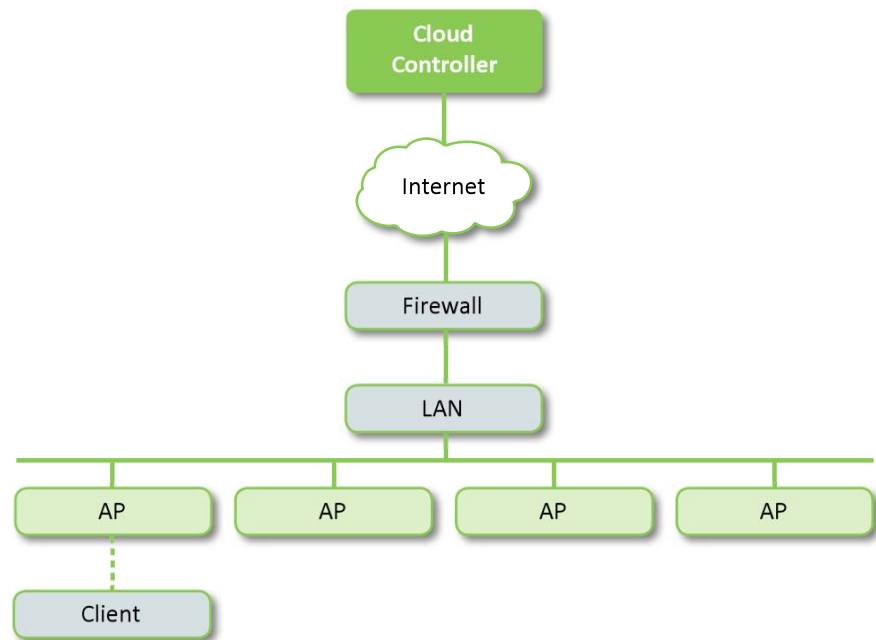 Cloud
Controller
Internet
Firewall
LAN
AP
AP
AP
AP
Client